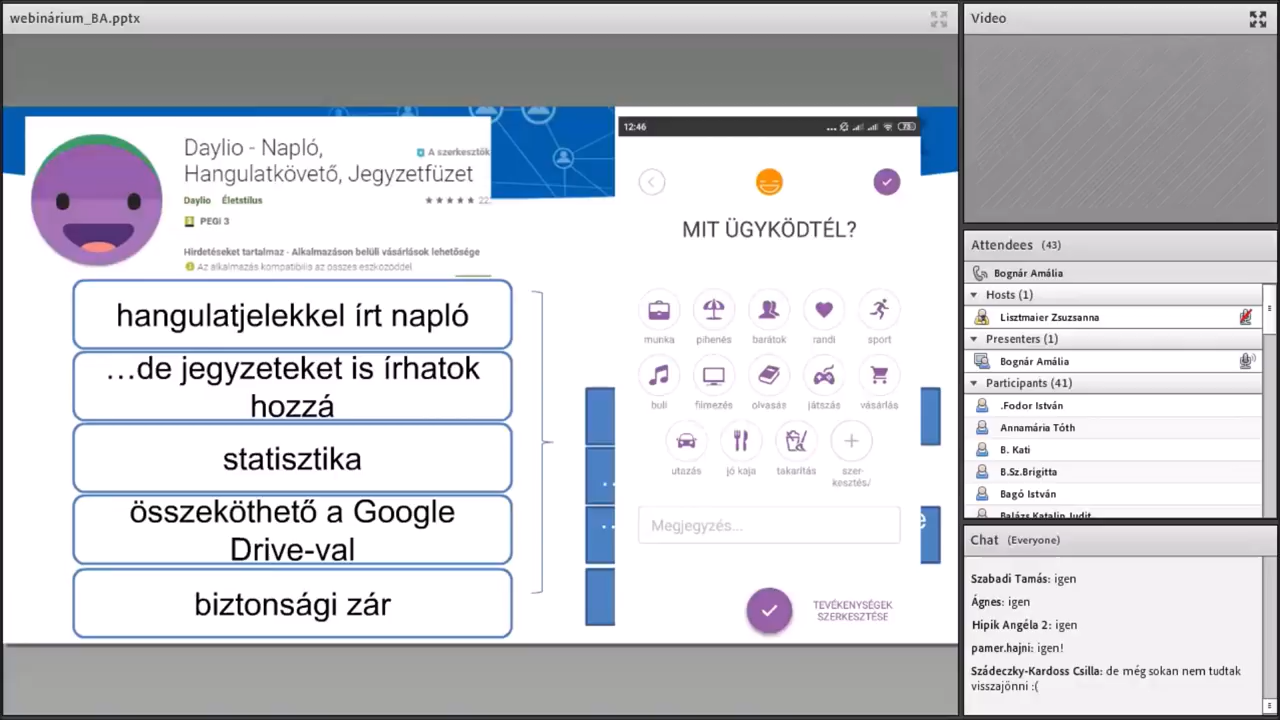 webinárium_BA.pptx
Daylio - Napló,
Hangulatkövető, Jegyzetfüzet
A szerkesztők
Daylio Életstílus
22
PEGI 3
Hirdetéseket tartalmaz · Alkalmazáson belüli vásárlások lehetősége
Az alkalmazás kompatibilis az összes eszközöddel
hangulatjelekkel írt napló
…de jegyzeteket is írhatok
hozzá
statisztika
összeköthető a Google
Drive-val
biztonsági zár
12:46
MIT ÜGYKÖDTÉL?
munka pihenés barátok randi sport
buli filmezés olvasás játszás vásárlás
utazás jó kaja takarítás szer-
kesztés/
Megjegyzés...
TEVÉKENYSÉGEK
SZERKESZTÉSE
Video
Attendees (43)
Bognár Amália
Hosts (1)
Lisztmaier Zsuzsanna
Presenters (1)
Bognár Amália
Participants (41)
.Fodor István
Annamária Tóth
B. Kati
B.Sz.Brigitta
Bagó István
Balázs Katalin Judit
Chat (Everyone)
Szabadi Tamás: igen
Ágnes: igen
Hipik Angéla 2: igen
pamer.hajni: igen!
Szádeczky-Kardoss Csilla: de még sokan nem tudtak
visszajönni :(